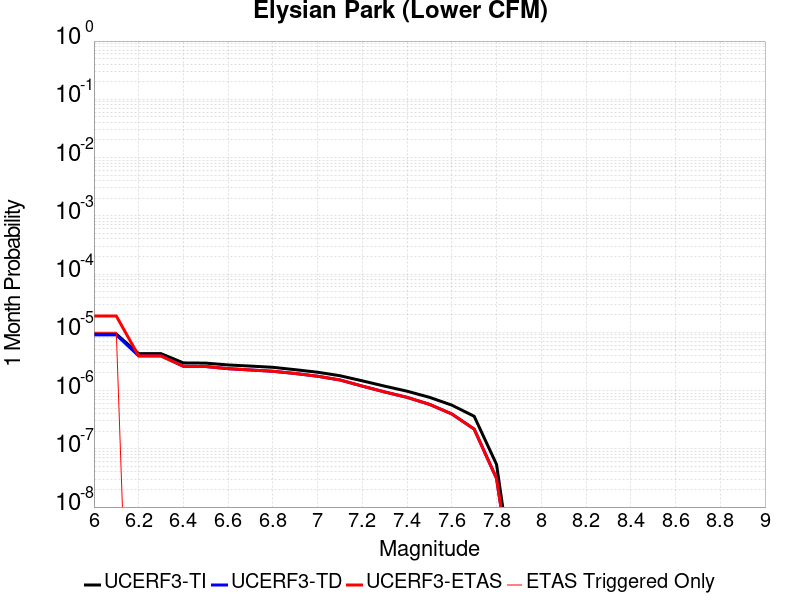 Elysian Park (Lower CFM)
10^0
10^-1
10^-2
10^-3
10^-4
10^-5
10^-6
10^-7
10^-8
1 Month Probability
6 6.2 6.4 6.6 6.8 7 7.2 7.4 7.6 7.8 8 8.2 8.4 8.6 8.8 9
Magnitude
UCERF3-TI UCERF3-TD UCERF3-ETAS ETAS Triggered Only